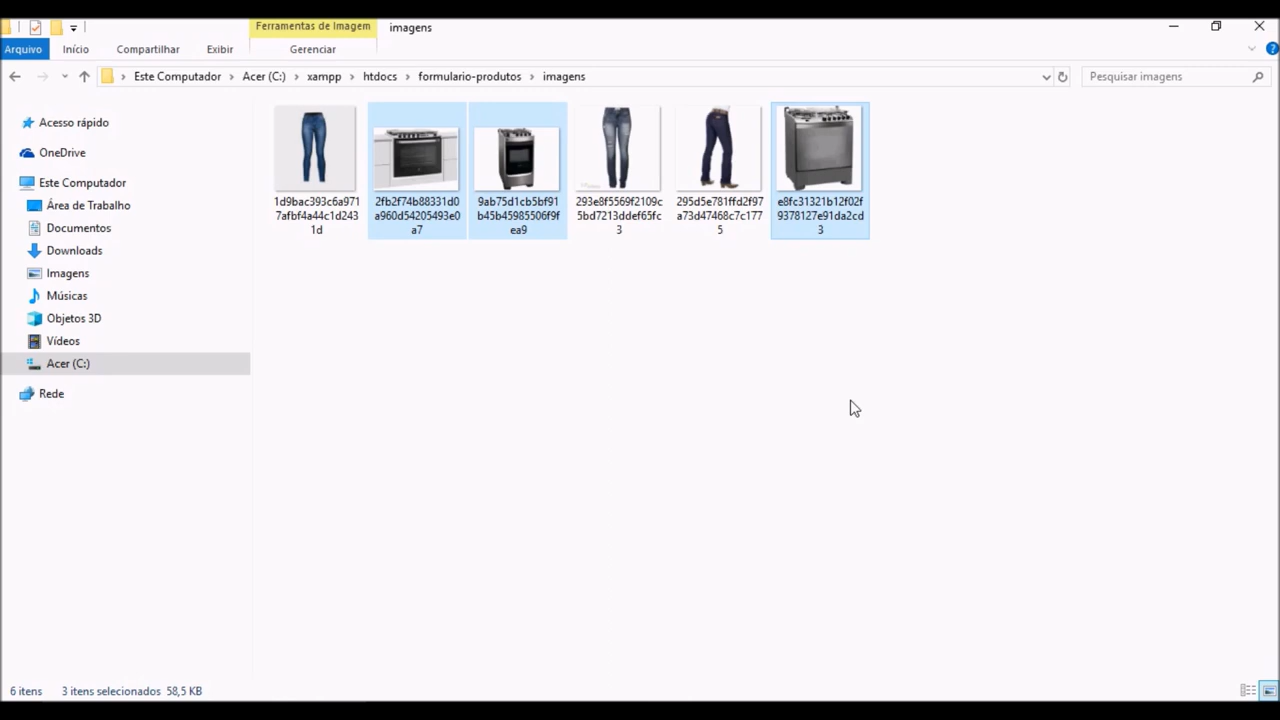 Ferramentas de Imagem
imagens
Arquivo
Início
Compartilhar
Exibir
Gerenciar
Este Computador
Acer (C:)
xampp
htdocs
formulario-produtos
imagens
Pesquisar imagens
Acesso rápido
OneDrive
Este Computador
Área de Trabalho
Documentos
Downloads
Imagens
Músicas
Objetos 3D
Vídeos
Acer (C:)
Rede
1d9bac393c6a971
7afbf4a44c1d243
1d
2fb2f74b88331d0
a960d54205493e0
a7
9ab75d1cb5bf91
b45b45985506f9f
ea9
293e8f5569f2109c
5bd7213ddef65fc
3
295d5e781ffd2f97
a73d47468c7c177
5
e8fc31321b12f02f
9378127e91da2cd
3
6 itens
3 itens selecionados 58,5 KB